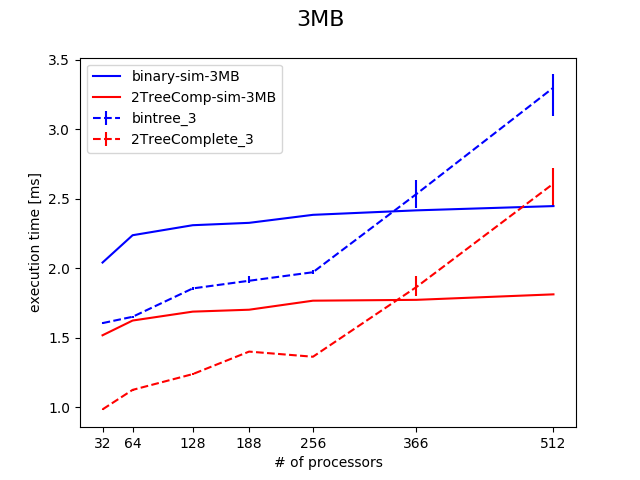 3MB
binary-sim-3MB
2TreeComp-sim-3MB
bintree_3
2TreeComplete_3
execution time [ms]
3.5
3.0
2.5
2.0
1.5
1.0
32 64 128 188 256 366 512
# of processors